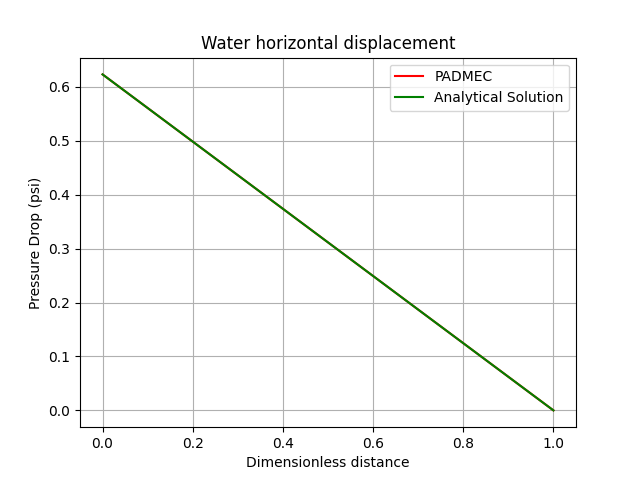 Water horizontal displacement
PADMEC
Analytical Solution
Pressure Drop (psi)
0.6
0.5
0.4
0.3
0.2
0.1
0.0
0.0 0.2 0.4 0.6 0.8 1.0
Dimensionless distance